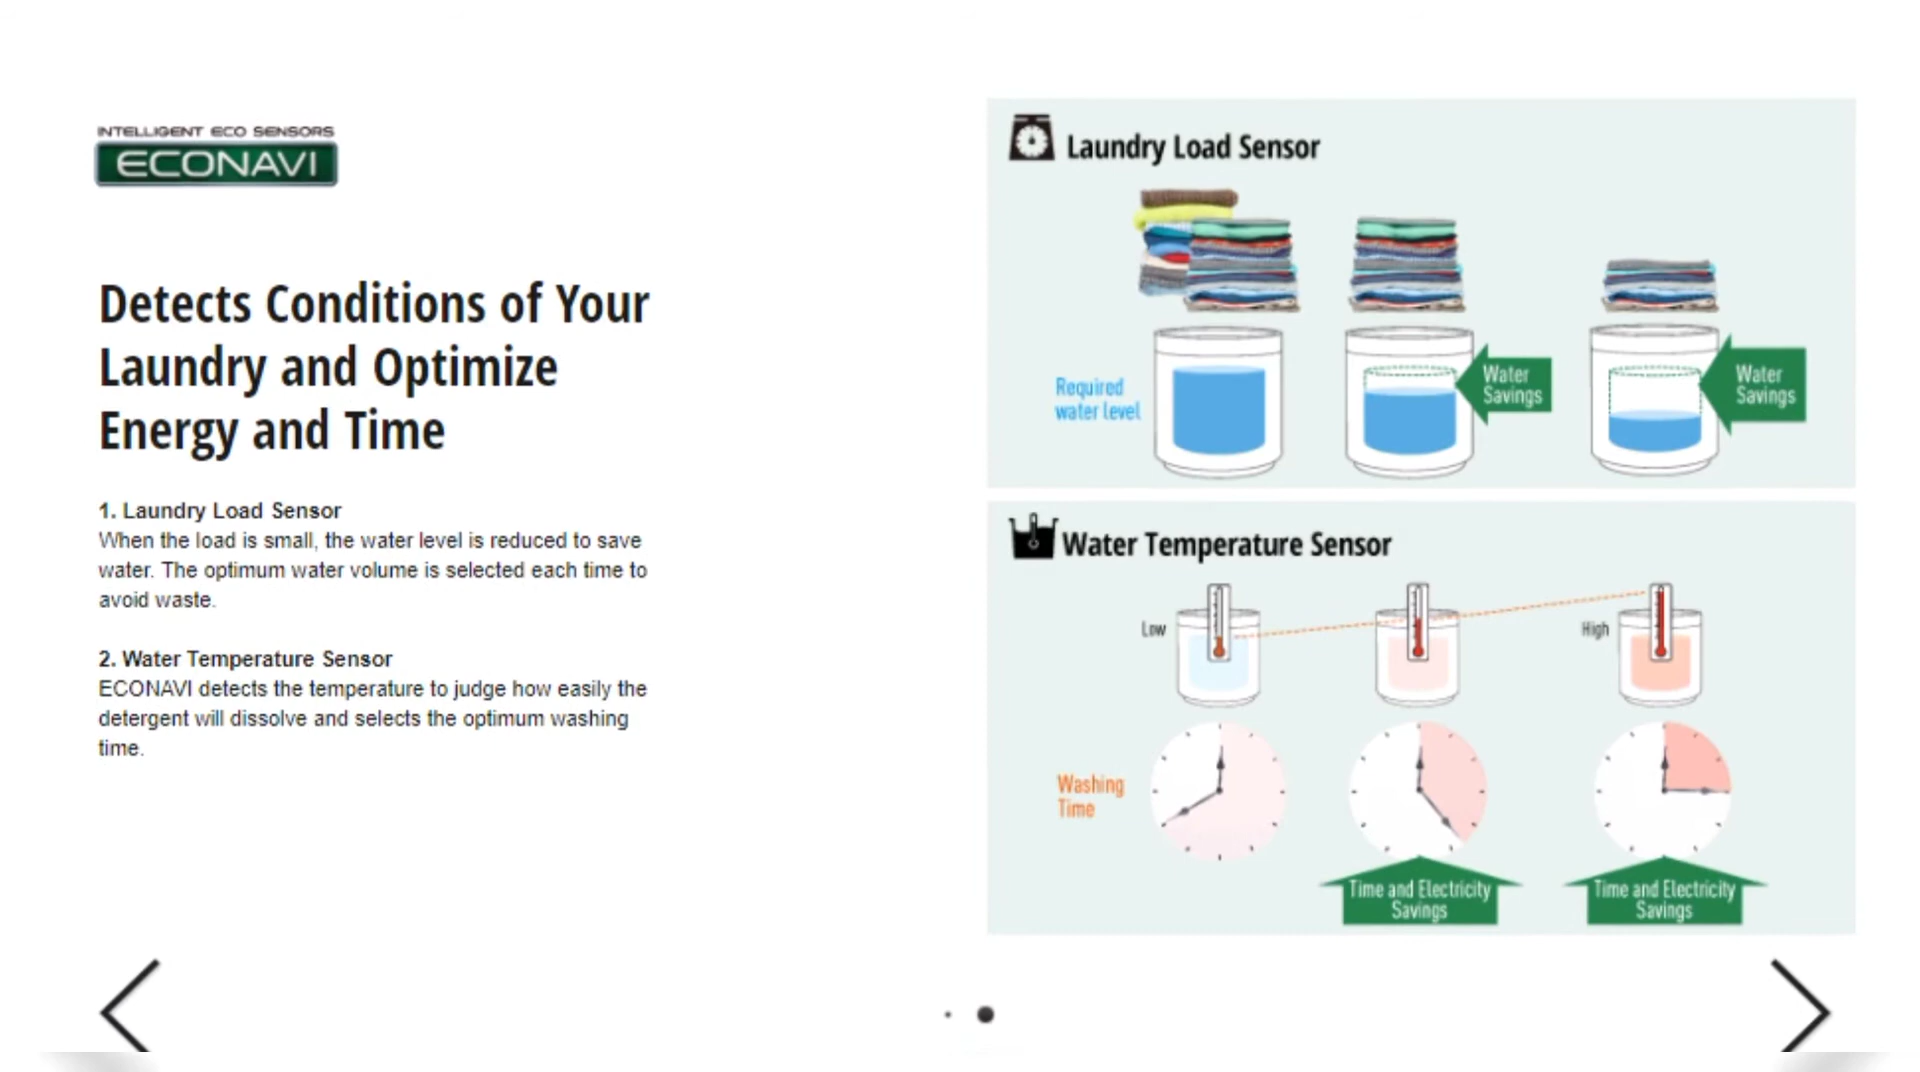 INTELLIGENT ECO SENSORS
ECONAVI
Detects Conditions of Your
Laundry and Optimize
Energy and Time
1. Laundry Load Sensor
When the load is small, the water level is reduced to save
water. The optimum water volume is selected each time to
avoid waste.
2. Water Temperature Sensor
ECONAVI detects the temperature to judge how easily the
detergent will dissolve and selects the optimum washing
time.
Laundry Load Sensor
Required
water level
Water
Savings
Water
Savings
Water Temperature Sensor
Low
High
Washing
Time
Time and Electricity
Savings
Time and Electricity
Savings